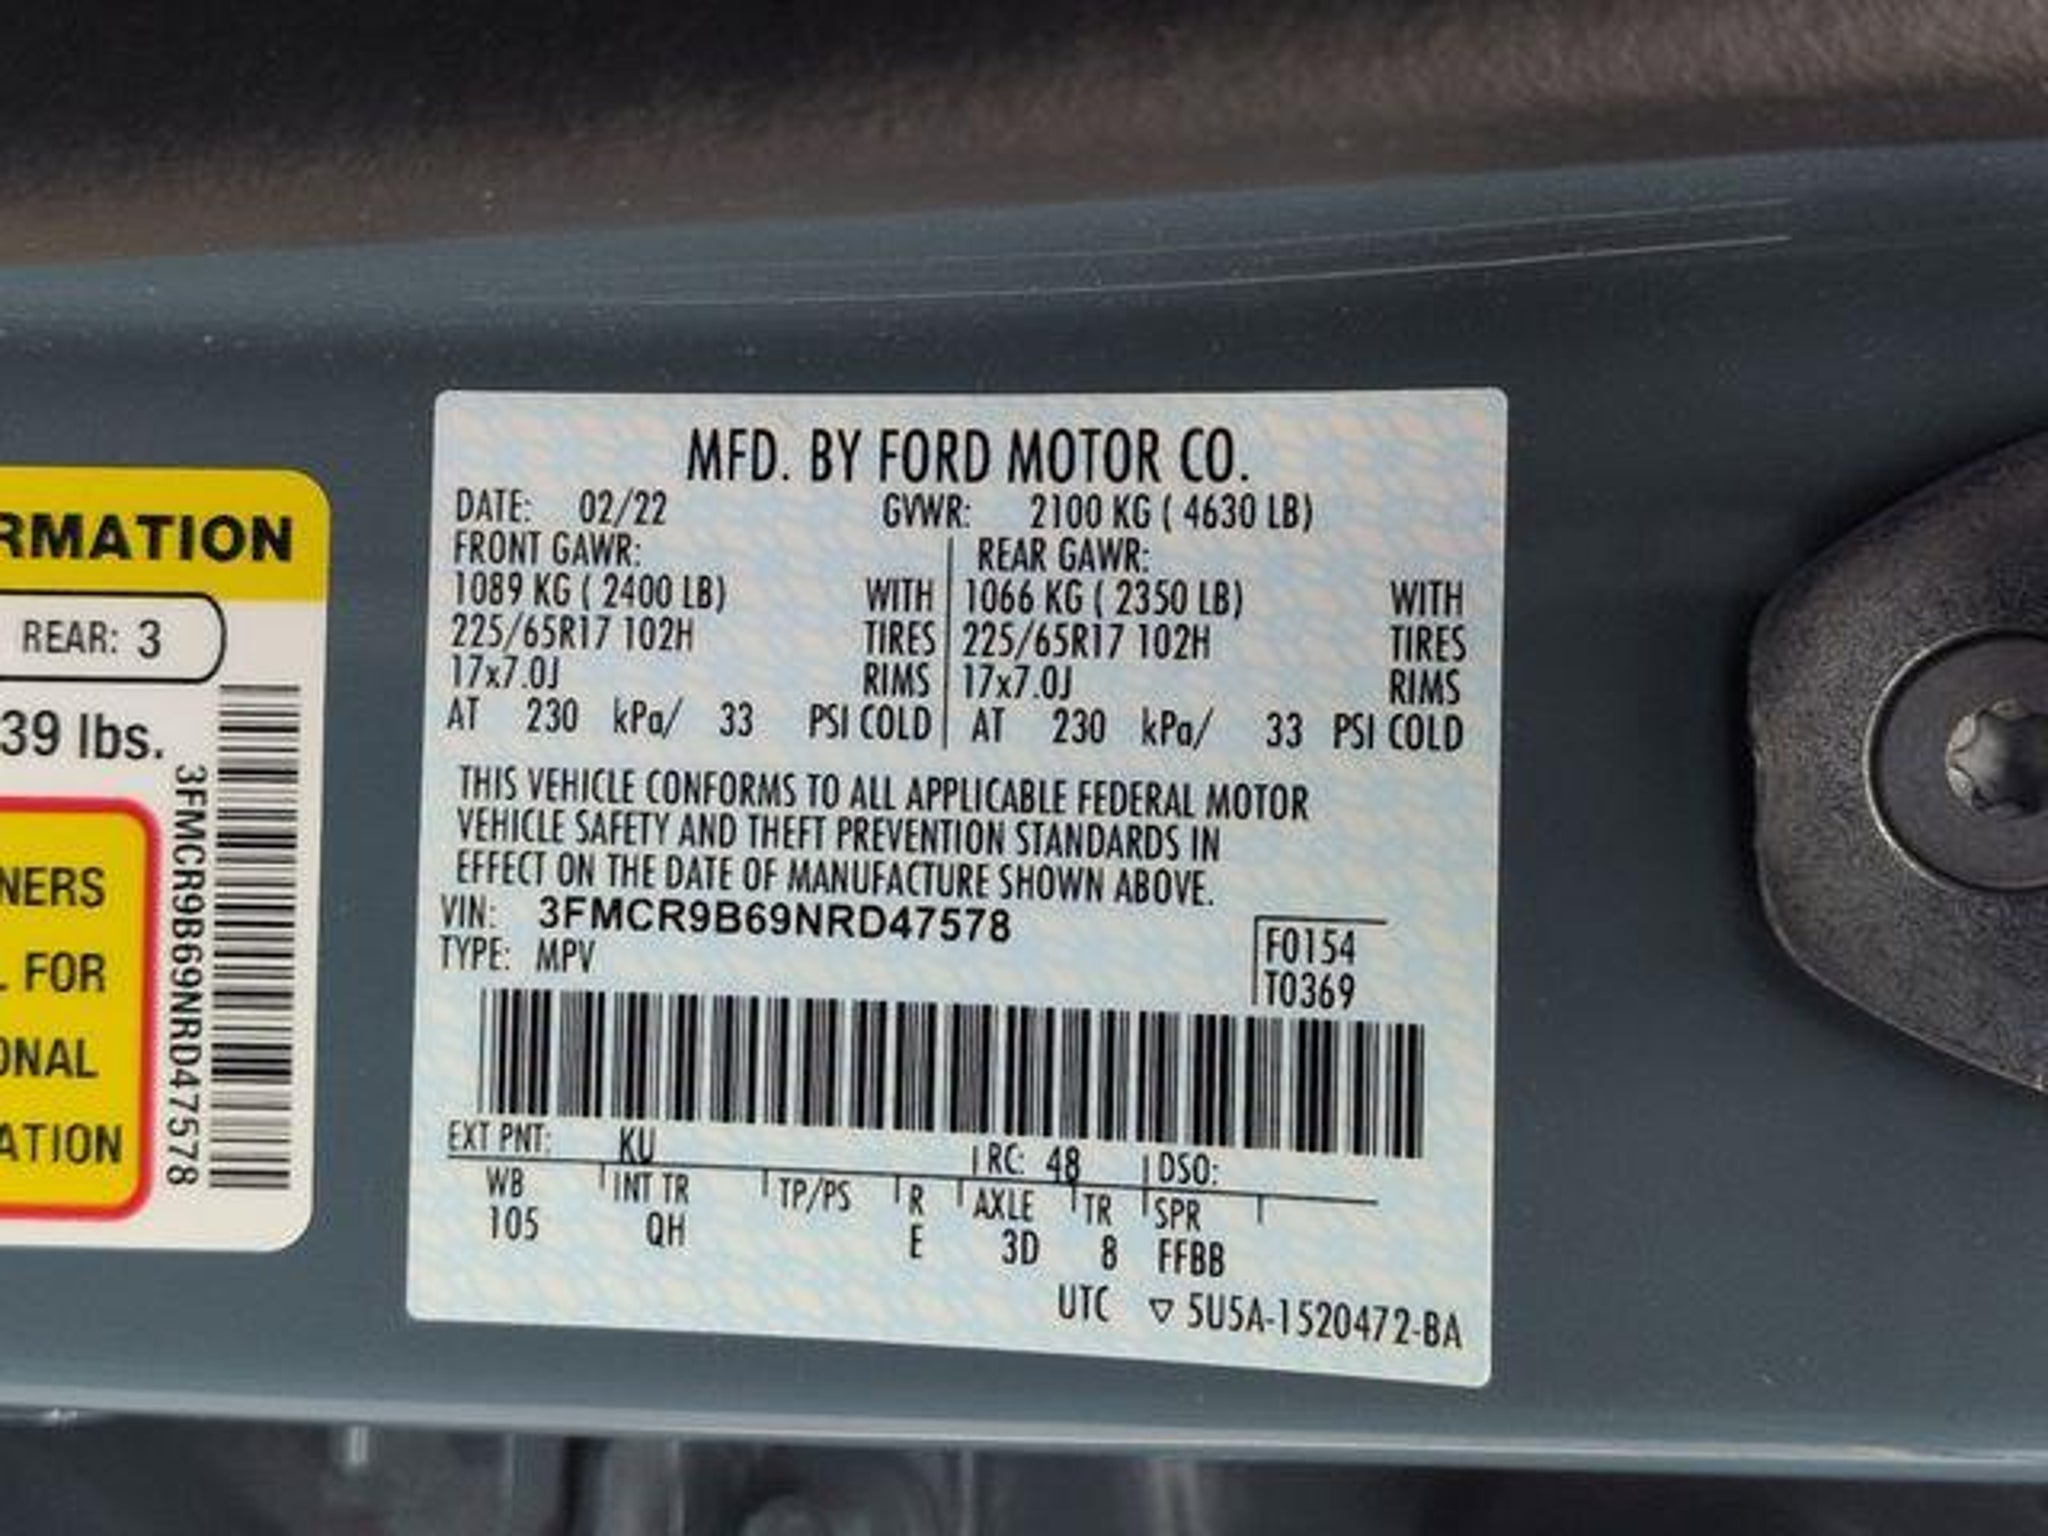 RMATION
REAR: 3
39 lbs.
NERS
L FOR
ONAL
ATION
3FMCR9B69NRD47578
MFD. BY FORD MOTOR CO.
DATE: 02/22 GVWR: 2100 KG ( 4630 LB)
FRONT GAWR: REAR GAWR:
1089 KG ( 2400 LB) WITH 1066 KG ( 2350 LB) WITH
225/65R17 102H TIRES 225/65R17 102H TIRES
17x7.0J RIMS 17x7.0J RIMS
AT 230 kPa/ 33 PSI COLD AT 230 kPa/ 33 PSI COLD
THIS VEHICLE CONFORMS TO ALL APPLICABLE FEDERAL MOTOR
VEHICLE SAFETY AND THEFT PREVENTION STANDARDS IN
EFFECT ON THE DATE OF MANUFACTURE SHOWN ABOVE.
VIN: 3FMCR9B69NRD47578
TYPE: MPV
F0154
T0369
EXT PNT: KU RC: 48 DSO:
WB INT TR TP/PS R AXLE TR SPR
105 QH E 3D 8 FFBB
UTC ▽ 5U5A-1520472-BA